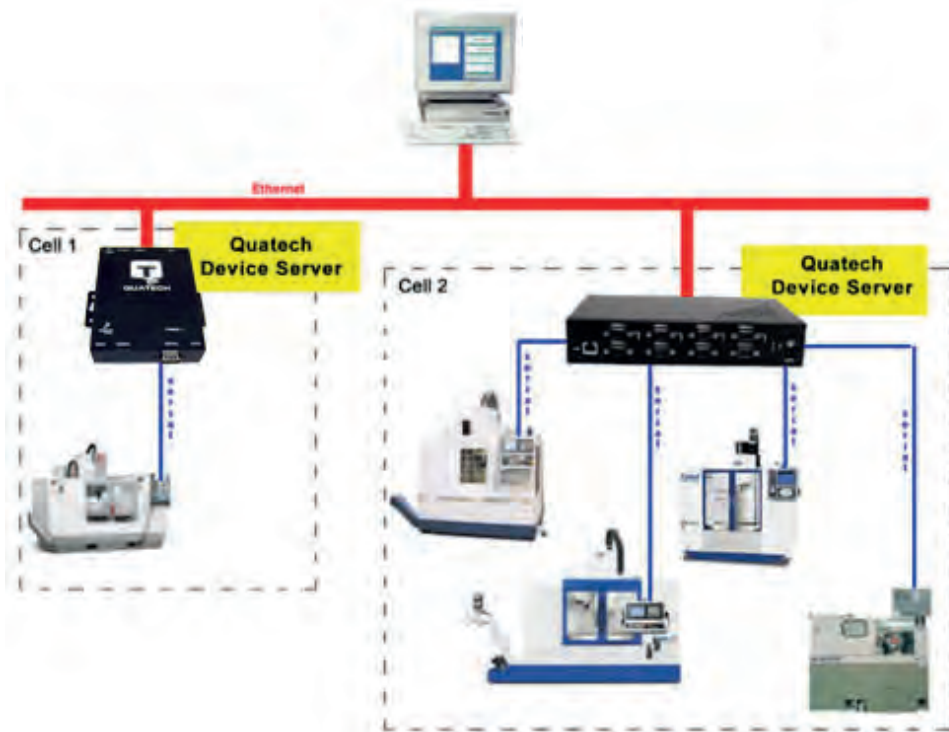 Ethernet
Cell 1
Quatech
Device Server
QUATECH
serial
Cell 2
Quatech
Device Server
serial
serial
serial
serial